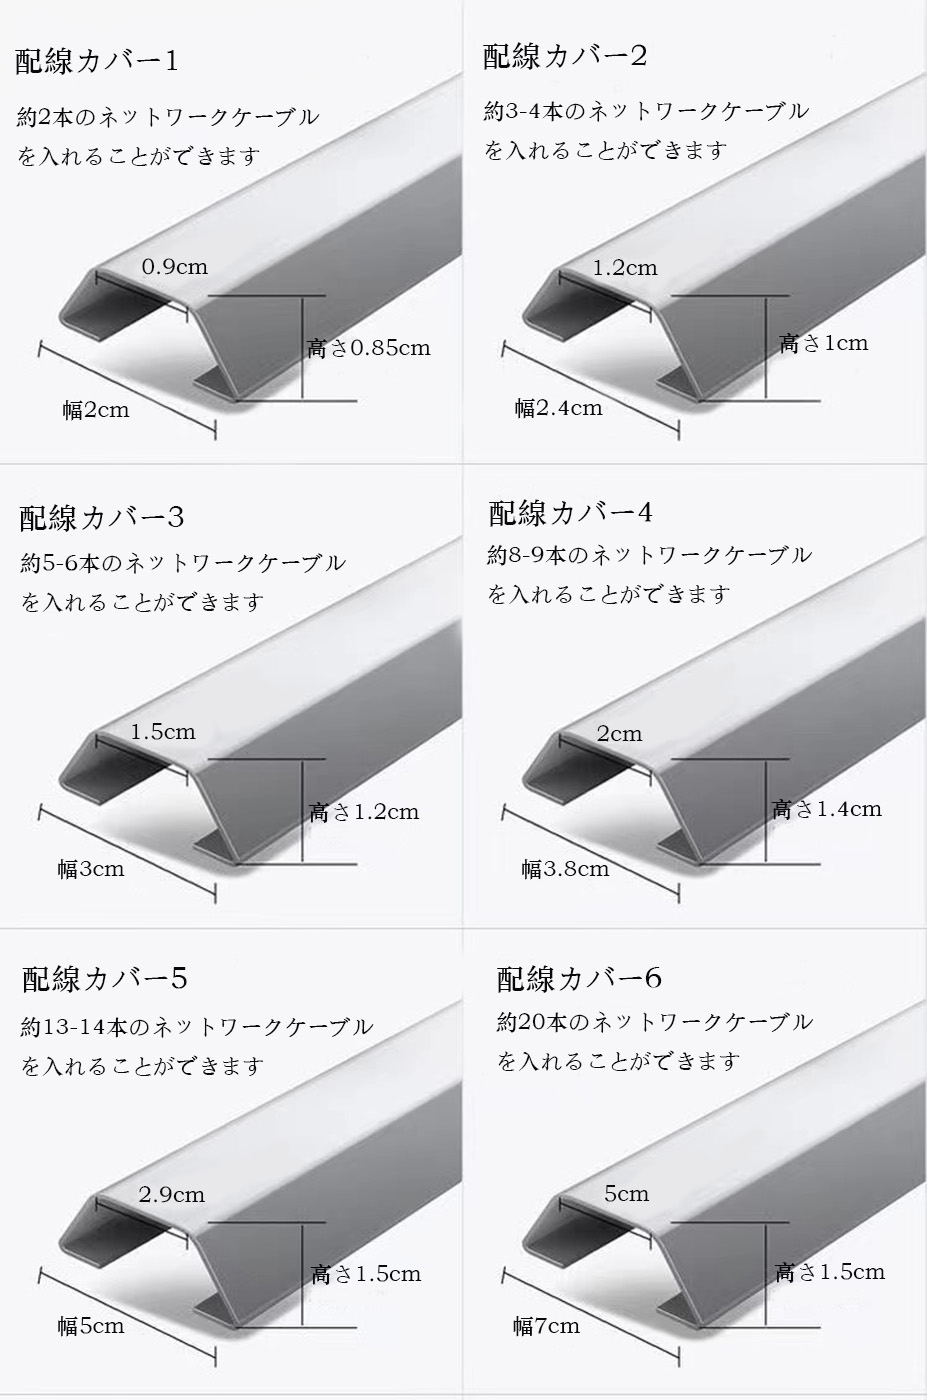 配線カバー1
約2本のネットワークケーブル
を入れることができます
0.9cm
高さ0.85cm
幅2cm
配線カバー2
約3-4本のネットワークケーブル
を入れることができます
1.2cm
高さ1cm
幅2.4cm
配線カバー3
約5-6本のネットワークケーブル
を入れることができます
1.5cm
高さ1.2cm
幅3cm
配線カバー4
約8-9本のネットワークケーブル
を入れることができます
2cm
高さ1.4cm
幅3.8cm
配線カバー5
約13-14本のネットワークケーブル
を入れることができます
2.9cm
高さ1.5cm
幅5cm
配線カバー6
約20本のネットワークケーブル
を入れることができます
5cm
高さ1.5cm
幅7cm